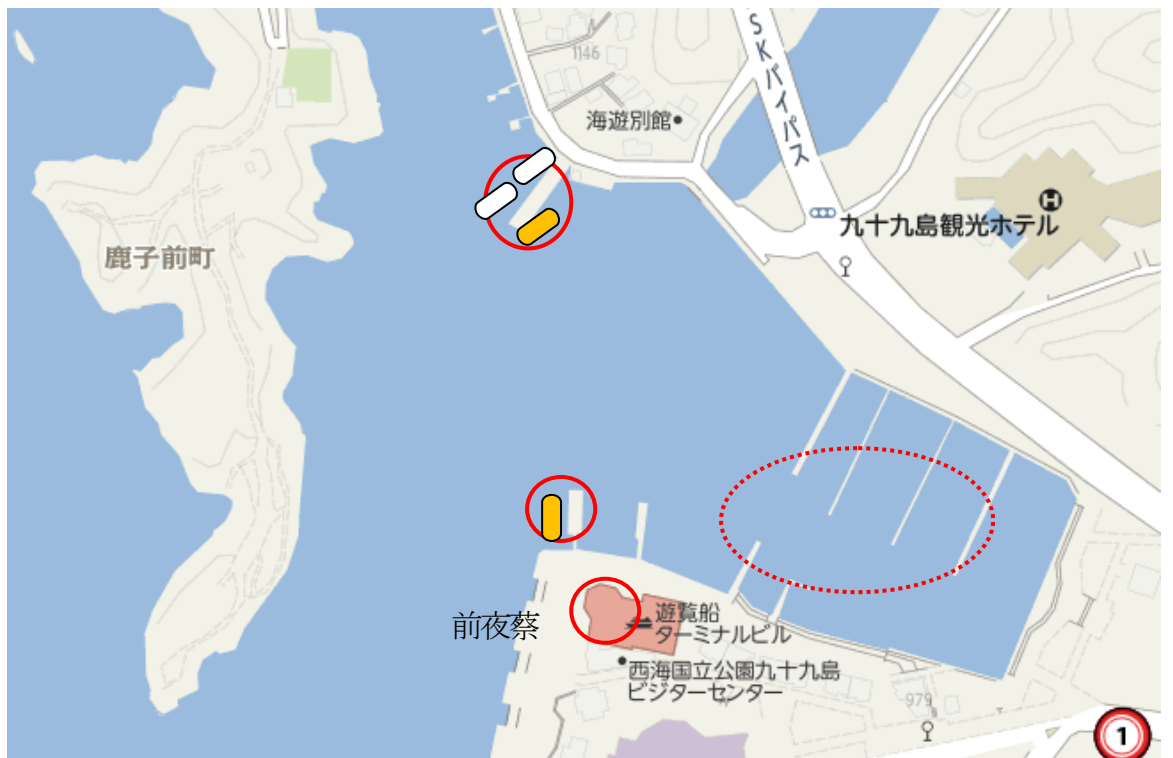 SKバイパス
1146
海遊別館
H
九十九島観光ホテル
鹿子前町
前夜蔡
遊覧船
ターミナルビル
西海国立公園九十九島
ビジターセンター
979
1